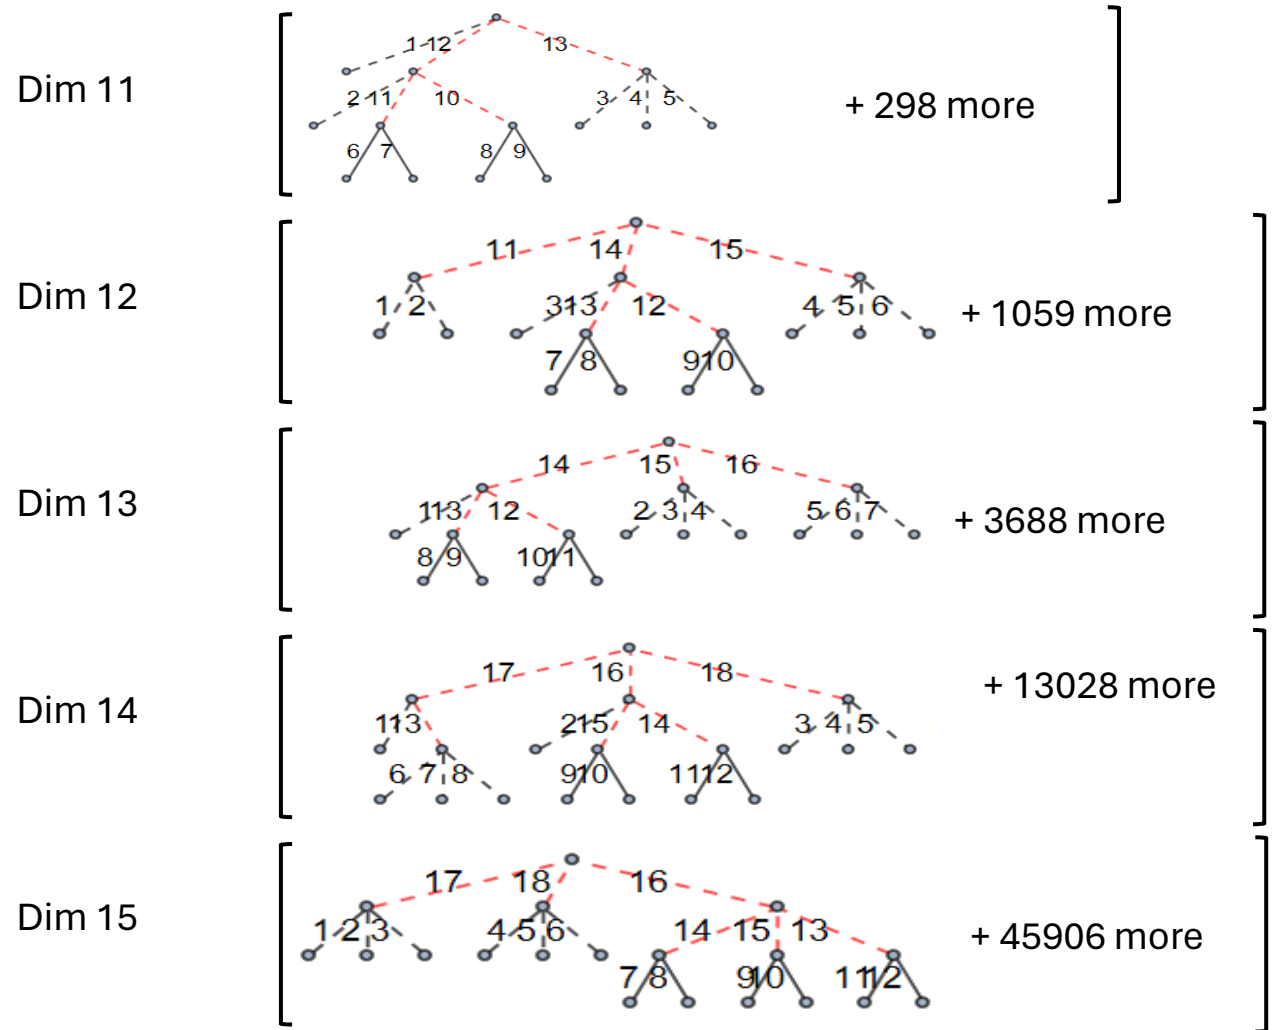 Dim 11
1 12 13
2 11 10 3 4 5
6 7 8 9
+ 298 more
Dim 12
11 14 15
1 2 3 13 12 4 5 6
7 8 9 10
+ 1059 more
Dim 13
14 15 16
1 13 12 2 3 4 5 6 7
8 9 10 11
+ 3688 more
Dim 14
17 16 18
1 13 2 15 14 3 4 5
6 7 8 9 10 11 12
+ 13028 more
Dim 15
17 18 16
1 2 3 4 5 6 14 15 13
7 8 9 10 11 12
+ 45906 more